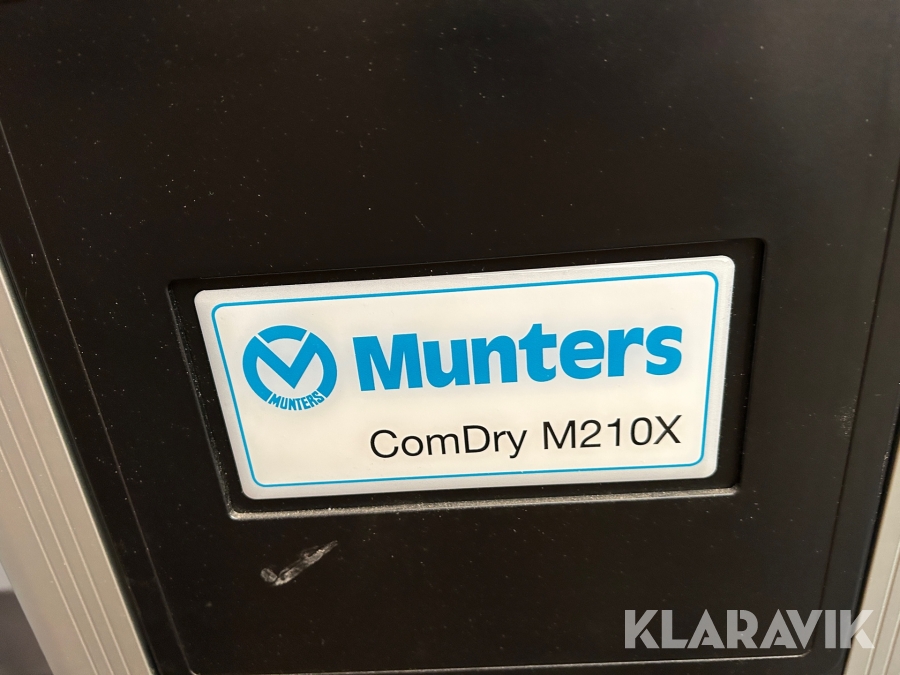 MUNTERS
Munters
ComDry M210X
KLARAVIK